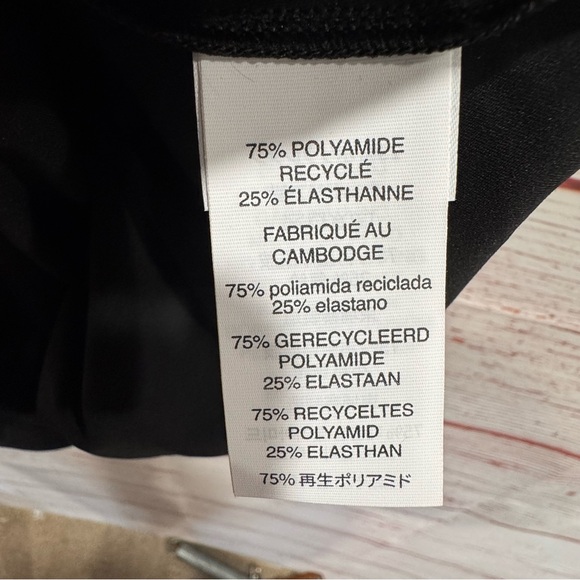 75% POLYAMIDE
RECYCLÉ
25% ÉLASTHANNE
FABRIQUÉ AU
CAMBODGE
75% poliamida reciclada
25% elastano
75% GERECYCLEERD
POLYAMIDE
25% ELASTAAN
75% RECYCELTES
POLYAMID
25% ELASTHAN
75% 再生ポリアミド